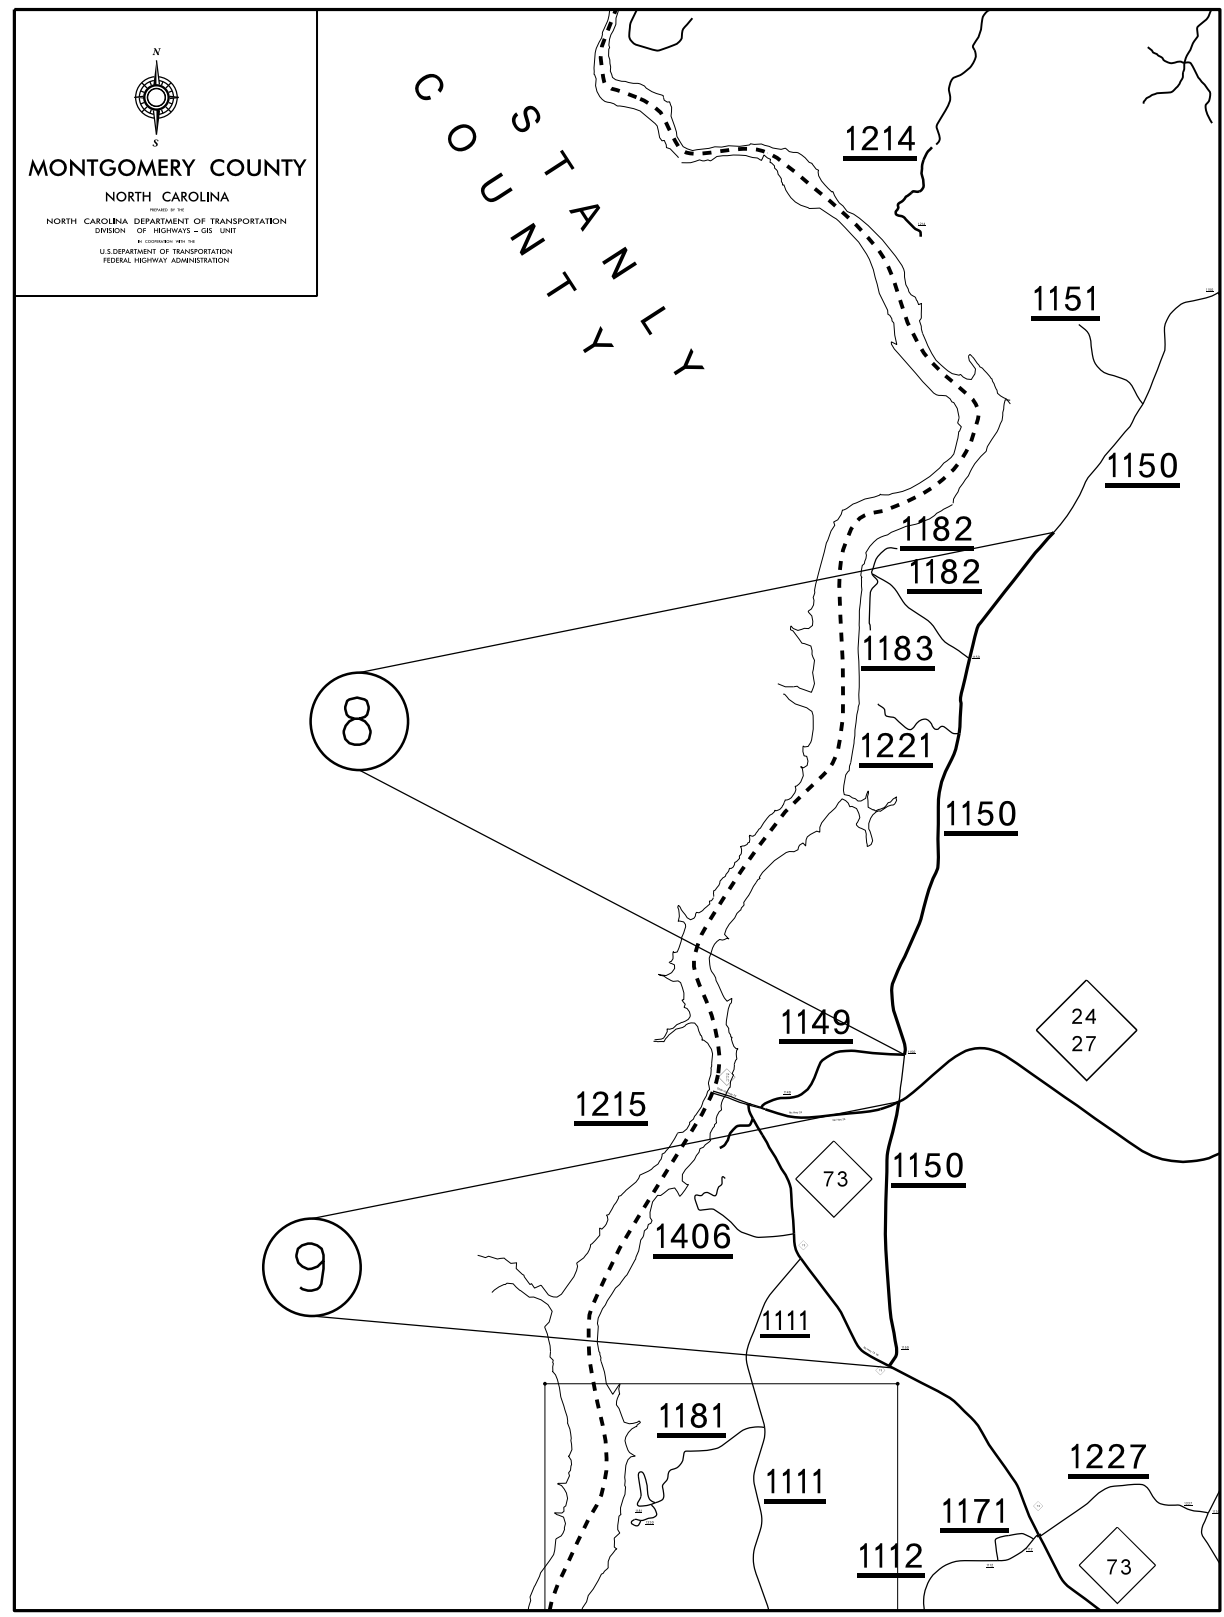 N
S
MONTGOMERY COUNTY
NORTH CAROLINA
PREPARED BY THE
NORTH CAROLINA DEPARTMENT OF TRANSPORTATION
DIVISION OF HIGHWAYS – GIS UNIT
IN COOPERATION WITH THE
U.S.DEPARTMENT OF TRANSPORTATION
FEDERAL HIGHWAY ADMINISTRATION
STANLY
COUNTY
1214
1151
1150
1182
1182
1183
8
1221
1150
1149
24
27
1215
1150
73
1406
9
1111
1181
1227
1111
1171
1112
73